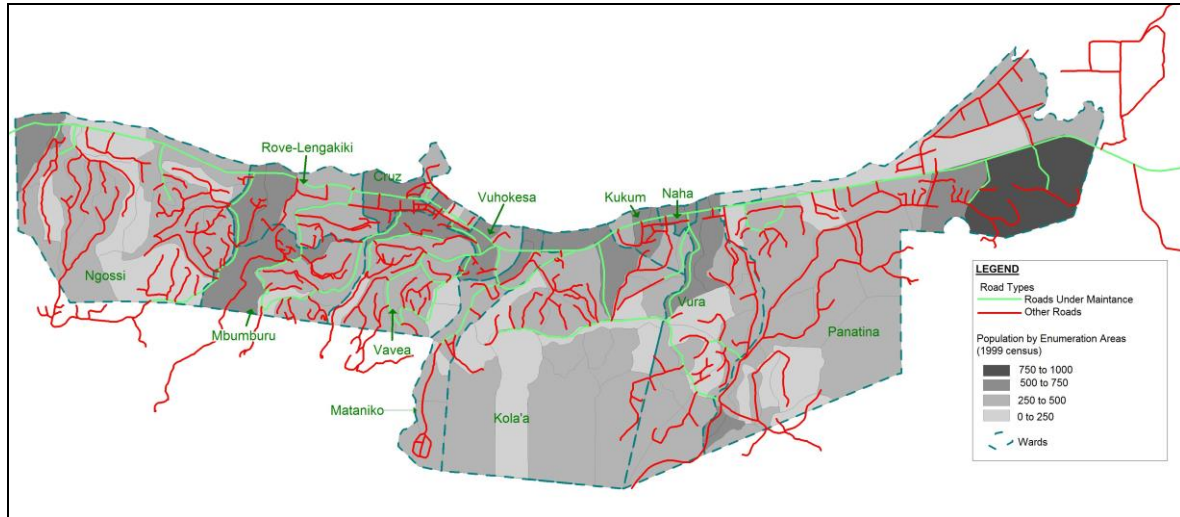 Rove-Lengakiki
Cruz
Vuhokesa
Kukum
Naha
Ngossi
Mbumburu
Vavea
Vura
Panatina
Mataniko
Kola'a
LEGEND
Road Types
Roads Under Maintance
Other Roads
Population by Enumeration Areas
(1999 census)
750 to 1000
500 to 750
250 to 500
0 to 250
Wards